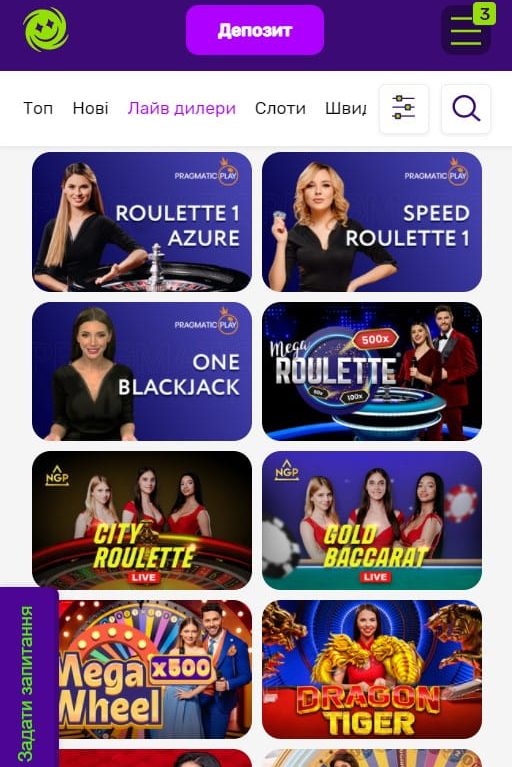 Депозит
3
Топ Нові Лайв дилери Слоти Швид
PRAGMATIC PLAY
ROULETTE 1
AZURE
PRAGMATIC PLAY
SPEED
ROULETTE 1
PRAGMATIC PLAY
ONE
BLACKJACK
Mega
500x
ROULETTE
50x
100x
NGP
CITY
ROULETTE
LIVE
NGP
GOLD
BACCARAT
LIVE
Mega x500
Wheel
DRAGON
TIGER
Задати запитання